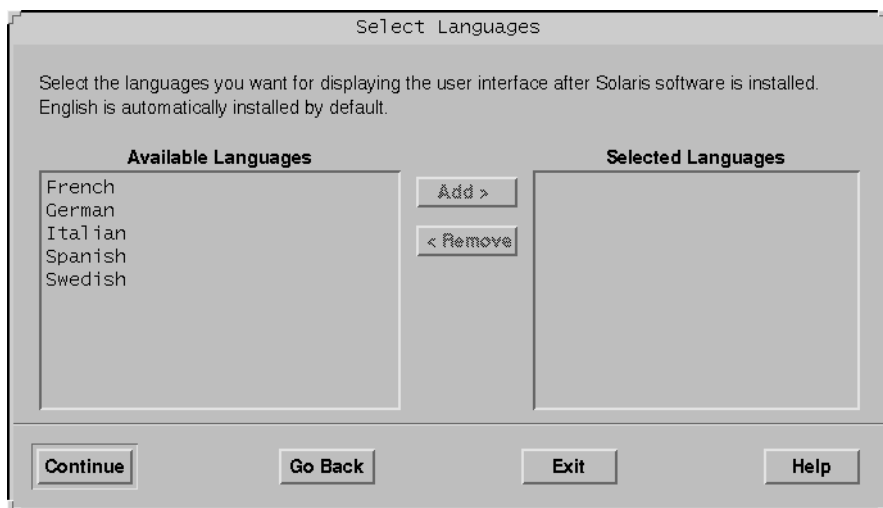 Select Languages
Select the languages you want for displaying the user interface after Solaris software is installed.
English is automatically installed by default.
Available Languages
Selected Languages
French
German
Italian
Spanish
Swedish
Add >
< Remove
Continue
Go Back
Exit
Help